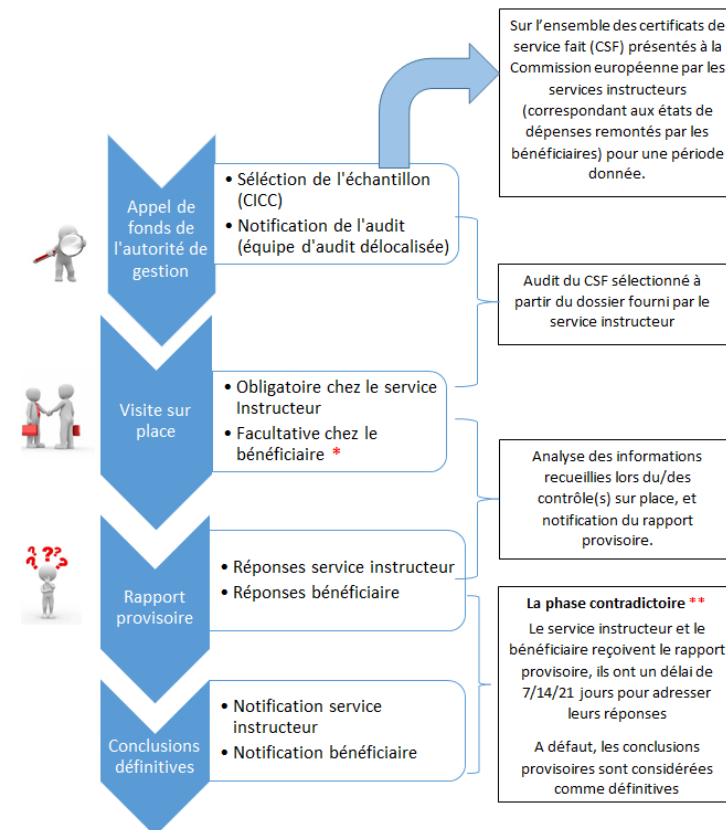 Sur l'ensemble des certificats de
service fait (CSF) présentés à la
Commission européenne par les
services instructeurs
(correspondant aux états de
dépenses remontés par les
bénéficiaires) pour une période
donnée.
Appel de
fonds de
l'autorité de
gestion
• Séléction de l'échantillon
(CICC)
• Notification de l'audit
(équipe d'audit délocalisée)
Audit du CSF sélectionné à
partir du dossier fourni par le
service instructeur
Visite sur
place
• Obligatoire chez le service
Instructeur
• Facultative chez le
bénéficiaire *
Analyse des informations
recueillies lors du/des
contrôle(s) sur place, et
notification du rapport
provisoire.
???
Rapport
provisoire
• Réponses service instructeur
• Réponses bénéficiaire
La phase contradictoire **
Le service instructeur et le
bénéficiaire reçoivent le rapport
provisoire, ils ont un délai de
7/14/21 jours pour adresser
leurs réponses
A défaut, les conclusions
provisoires sont considérées
comme définitives
Conclusions
définitives
• Notification service
instructeur
• Notification bénéficiaire